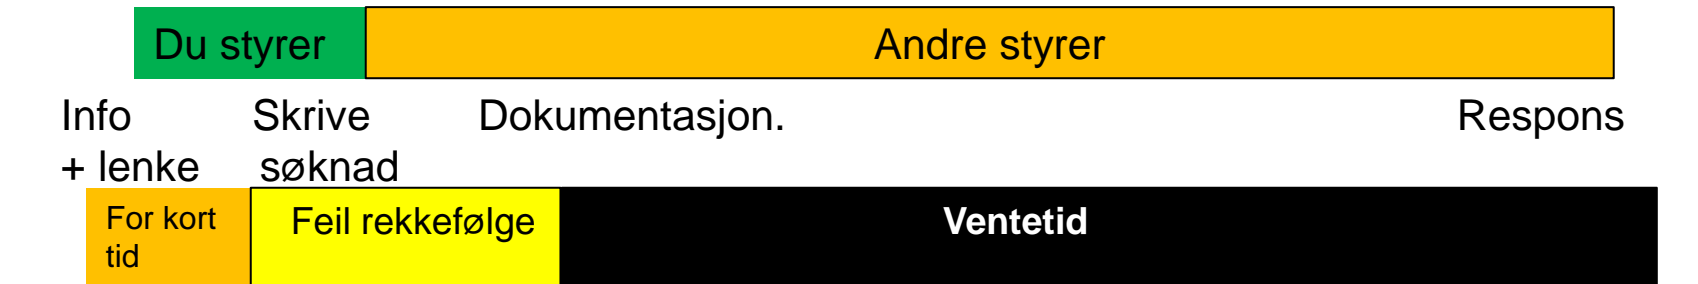 Du styrer Andre styrer
Info Skrive Dokumentasjon. Respons
+ lenke søknad
For kort Feil rekkefølge Ventetid
tid